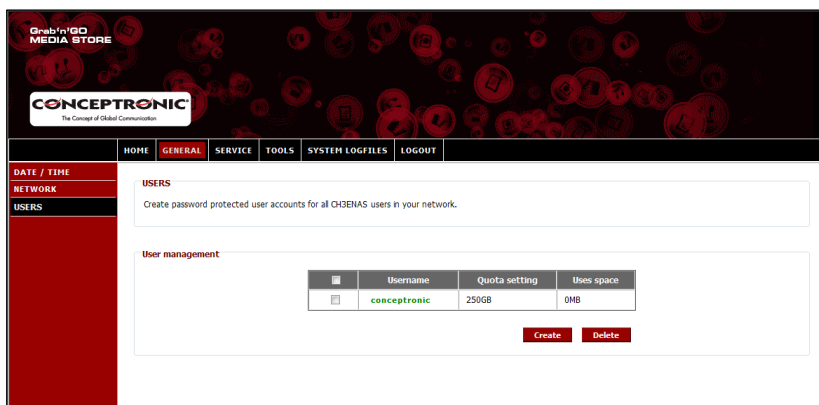 Grab'n'GO
MEDIA STORE
CONCEPTRONIC
The Concept of Global Communication
HOME GENERAL SERVICE TOOLS SYSTEM LOGFILES LOGOUT
DATE / TIME
NETWORK
USERS
USERS
Create password protected user accounts for all CH3ENAS users in your network.
User management
Username Quota setting Uses space
conceptronic 250GB 0MB
Create Delete